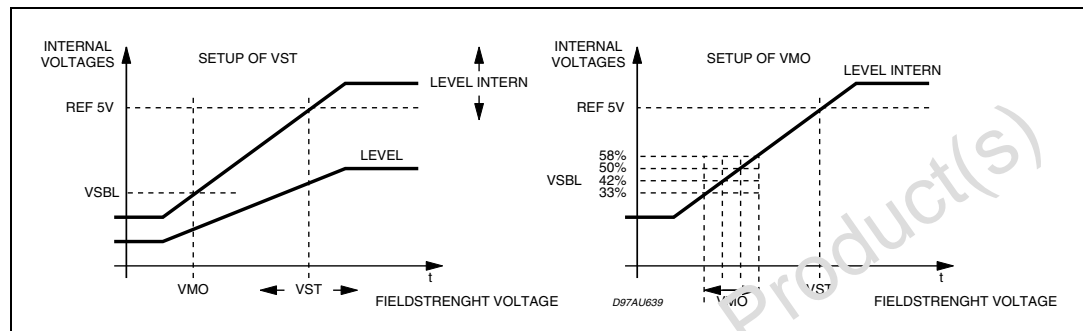 INTERNAL
VOLTAGES
SETUP OF VST
REF 5V
LEVEL INTERN
LEVEL
VSBL
VMO
VST
t
FIELDSTRENGHT VOLTAGE
INTERNAL
VOLTAGES
SETUP OF VMO
LEVEL INTERN
REF 5V
58%
50%
VSBL
42%
33%
D97AU639
VMO
VST
t
FIELDSTRENGHT VOLTAGE
Product(s)